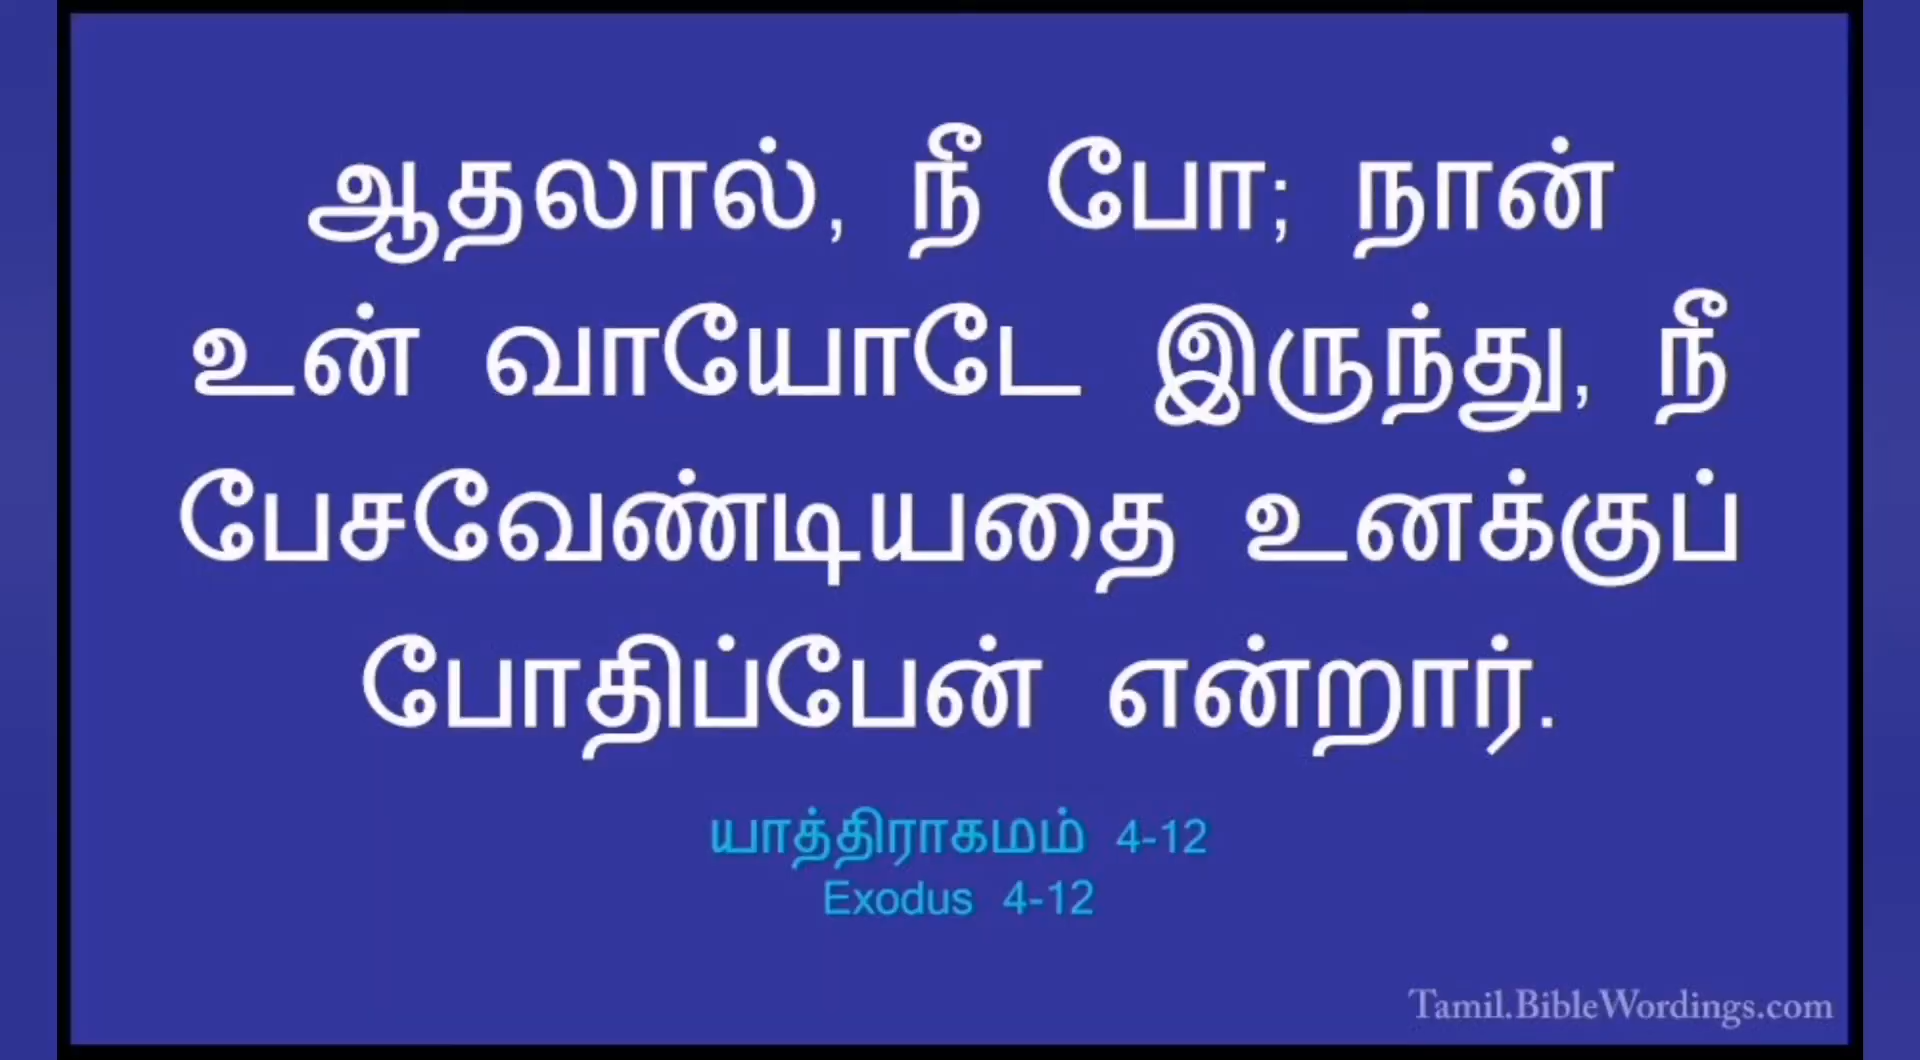 ஆதலால், நீ போ; நான்
உன் வாயோடே இருந்து, நீ
பேசவேண்டியதை உனக்குப்
போதிப்பேன் என்றார்.
யாத்திராகமம் 4-12
Exodus 4-12
Tamil.BibleWordings.com